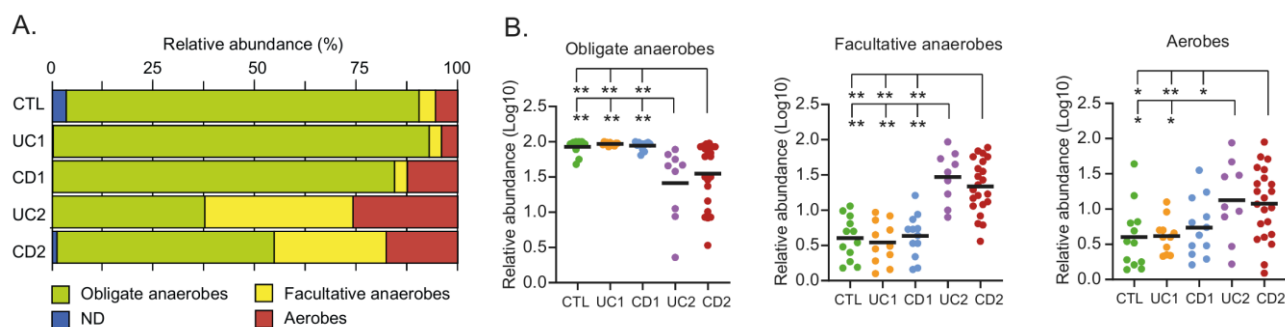 A.
Relative abundance (%)
0 25 50 75 100
CTL
UC1
CD1
UC2
CD2
Obligate anaerobes
Facultative anaerobes
ND
Aerobes
B.
Obligate anaerobes
** ** **
** ** **
Relative abundance (Log10)
2.5
2.0
1.5
1.0
0.5
0.0
CTL UC1 CD1 UC2 CD2
Facultative anaerobes
** ** **
** ** **
Relative abundance (Log10)
2.5
2.0
1.5
1.0
0.5
0.0
CTL UC1 CD1 UC2 CD2
Aerobes
* ** *
* *
Relative abundance (Log10)
2.5
2.0
1.5
1.0
0.5
0.0
CTL UC1 CD1 UC2 CD2